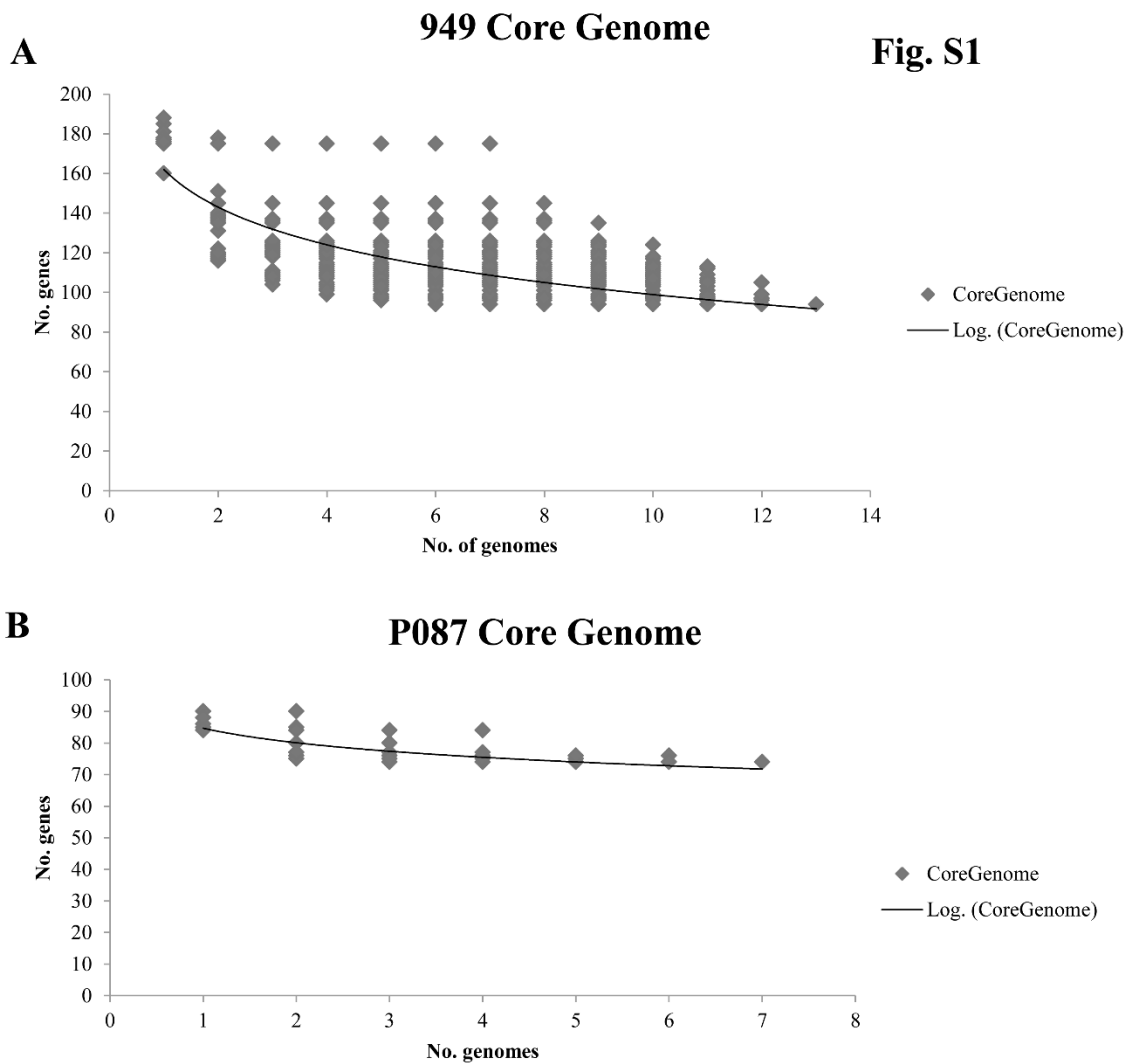 949 Core Genome
A
Fig. S1
200
180
160
140
120
100
80
60
40
20
0
No. genes
0 2 4 6 8 10 12 14
No. of genomes
CoreGenome
Log. (CoreGenome)
B
P087 Core Genome
100
90
80
70
60
50
40
30
20
10
0
No. genes
0 1 2 3 4 5 6 7 8
No. genomes
CoreGenome
Log. (CoreGenome)